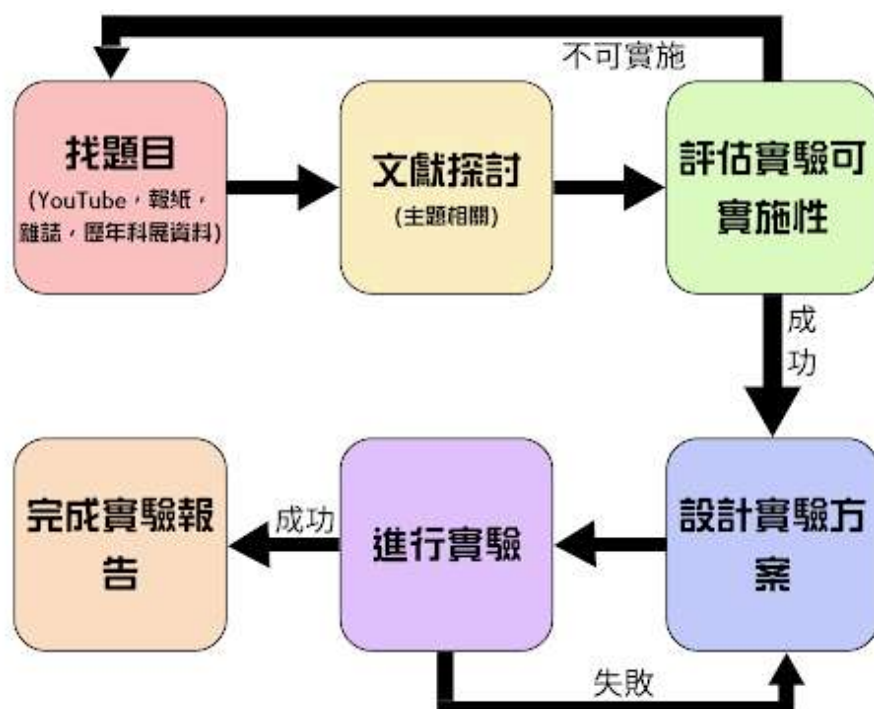 不可實施
找題目
(YouTube，報紙，
雜誌，歷年科展資料)
文獻探討
(主題相關)
評估實驗可
實施性
成
功
設計實驗方
案
進行實驗
成功
完成實驗報
告
失敗